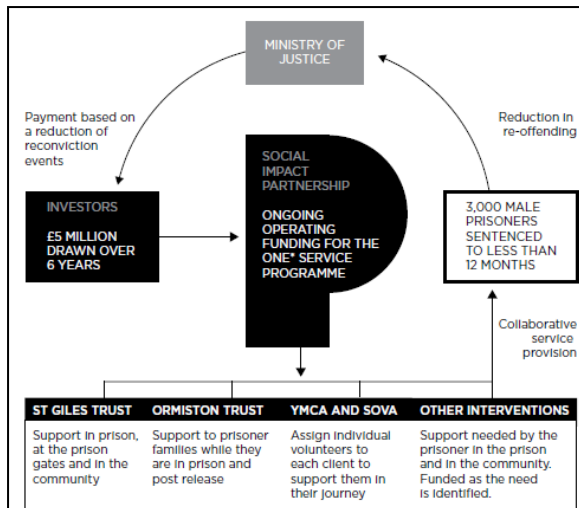 MINISTRY OF
JUSTICE
Payment based on
a reduction of
reconviction
events
Reduction in
re-offending
SOCIAL
IMPACT
PARTNERSHIP
ONGOING
OPERATING
FUNDING FOR THE
ONE* SERVICE
PROGRAMME
INVESTORS
£5 MILLION
DRAWN OVER
6 YEARS
3,000 MALE
PRISONERS
SENTENCED
TO LESS THAN
12 MONTHS
Collaborative
service
provision
ST GILES TRUST
Support in prison,
at the prison
gates and in the
community
ORMISTON TRUST
Support to prisoner
families while they
are in prison and
post release
YMCA AND SOVA
Assign individual
volunteers to
each client to
support them in
their journey
OTHER INTERVENTIONS
Support needed by the
prisoner in the prison
and in the community.
Funded as the need
is identified.